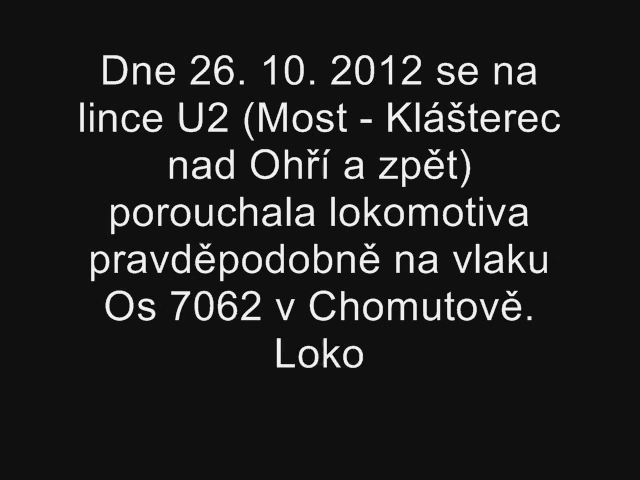 Dne 26. 10. 2012 se na
lince U2 (Most - Klášterec
nad Ohří a zpět)
porouchala lokomotiva
pravděpodobně na vlaku
Os 7062 v Chomutově.
Loko